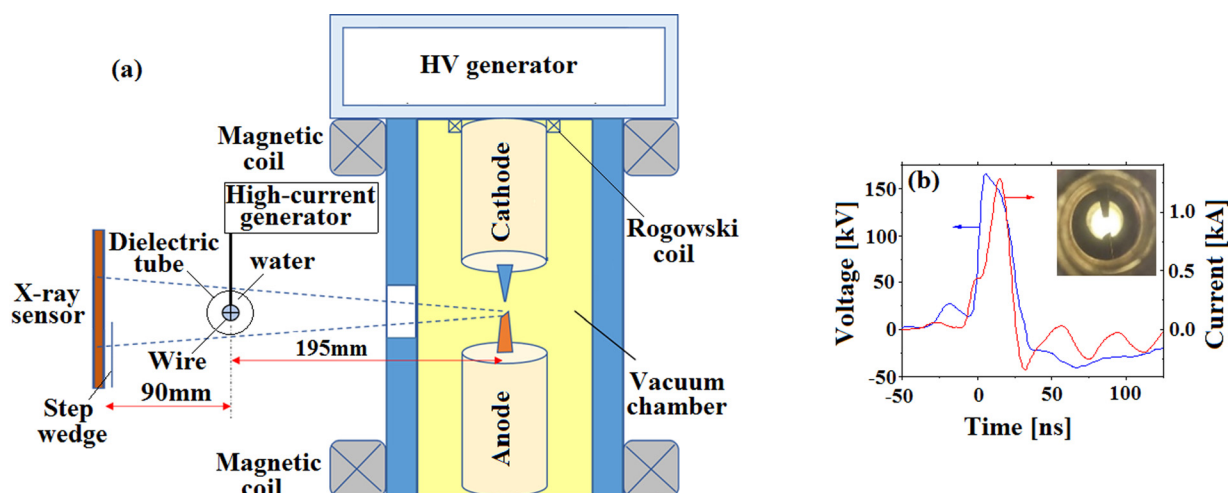 (a)
HV generator
Magnetic
coil
High-current
generator
Dielectric
tube
water
Cathode
Rogowski
coil
X-ray
sensor
Wire
195mm
90mm
Step
wedge
Vacuum
chamber
Anode
Magnetic
coil
(b)
Voltage [kV]
150
100
50
0
-50
-50
0
50
100
Time [ns]
1.0
0.5
0.0
Current [kA]